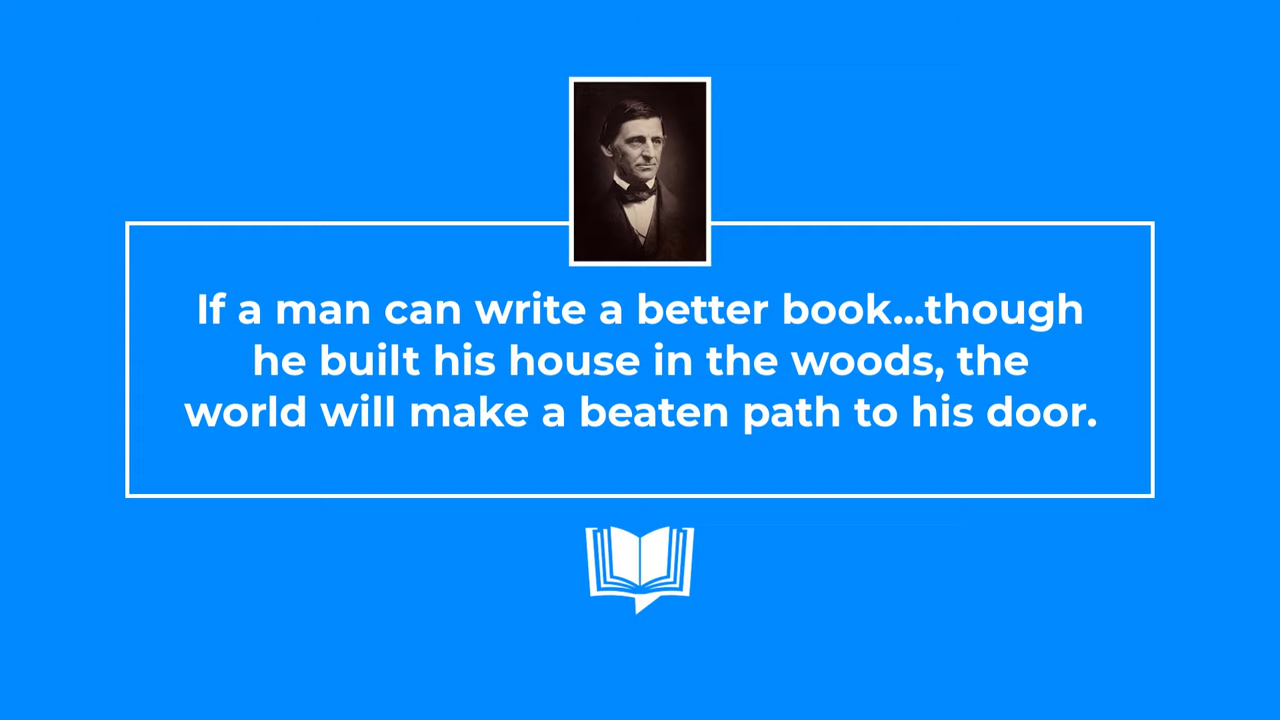 If a man can write a better book...though
he built his house in the woods, the
world will make a beaten path to his door.